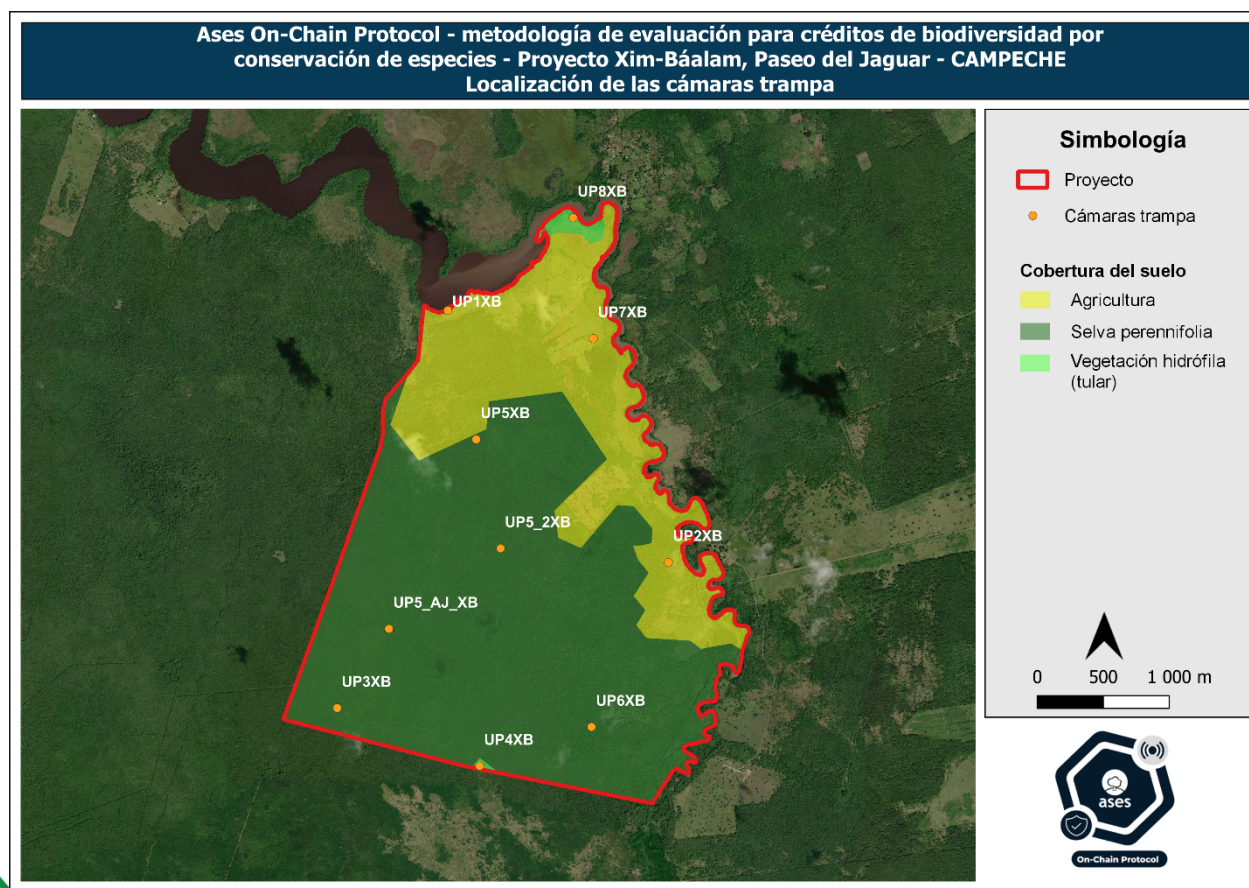 Ases On-Chain Protocol - metodología de evaluación para créditos de biodiversidad por
conservación de especies - Proyecto Xim-Báalam, Paseo del Jaguar - CAMPECHE
Localización de las cámaras trampa
UP8XB
UP1XB
UP7XB
UP5XB
UP5_2XB
UP2XB
UP5_AJ_XB
UP3XB
UP6XB
UP4XB
Simbología
Proyecto
Cámaras trampa
Cobertura del suelo
Agricultura
Selva perennifolia
Vegetación hidrófila
(tular)
0 500 1 000 m
ases
On-Chain Protocol